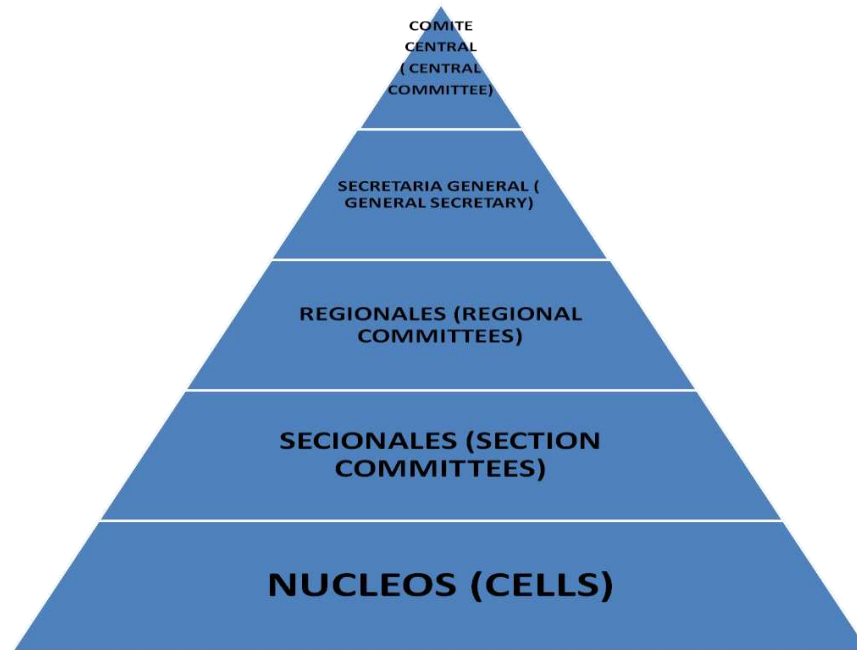 COMITE
CENTRAL
( CENTRAL
COMMITTEE)
SECRETARIA GENERAL (
GENERAL SECRETARY)
REGIONALES (REGIONAL
COMMITTEES)
SECIONALES (SECTION
COMMITTEES)
NUCLEOS (CELLS)